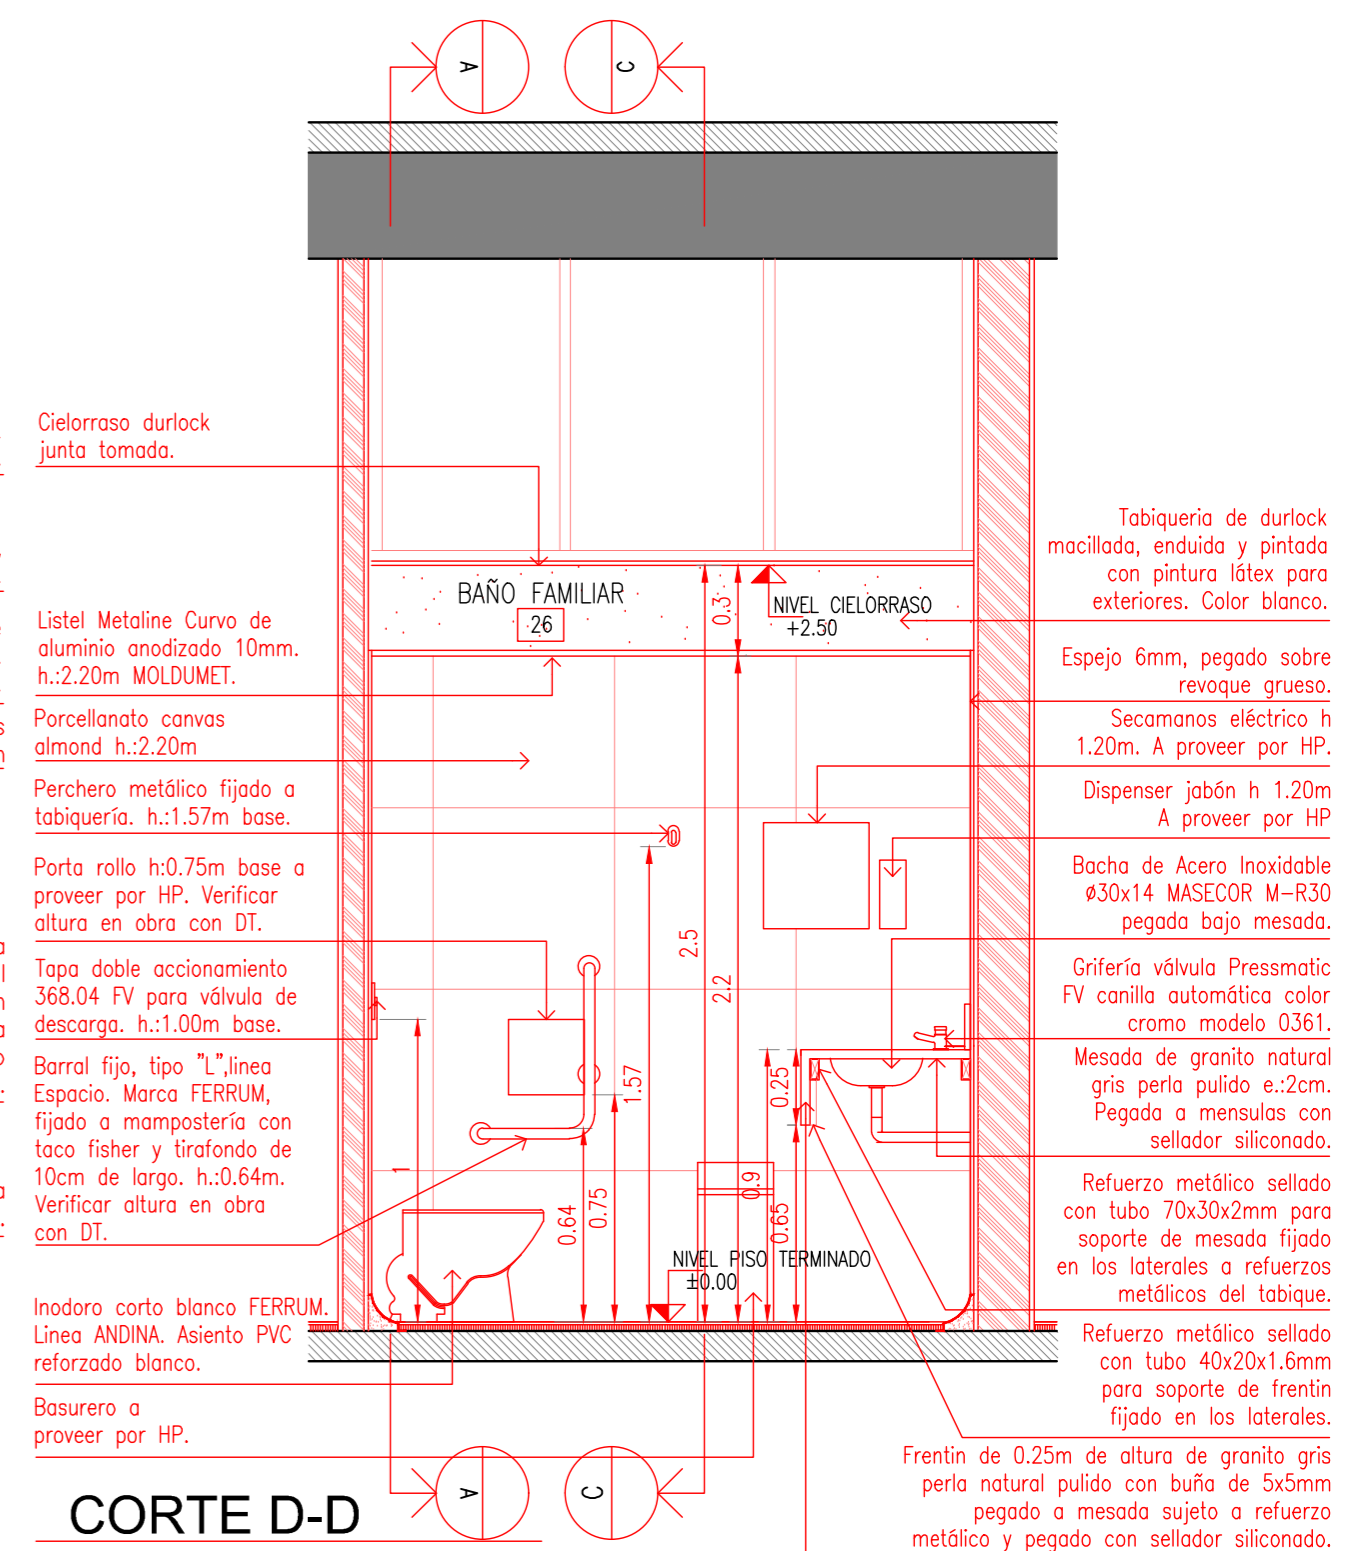 A
C
Cielorraso durlock
junta tomada.
Listel Metaline Curvo de
aluminio anodizado 10mm.
h.:2.20m MOLDUMET.
Porcellanato canvas
almond h.:2.20m
Perchero metálico fijado a
tabiquería. h.:1.57m base.
Porta rollo h:0.75m base a
proveer por HP. Verificar
altura en obra con DT.
Tapa doble accionamiento
368.04 FV para válvula de
descarga. h.:1.00m base.
Barral fijo, tipo "L",linea
Espacio. Marca FERRUM,
fijado a mampostería con
taco fisher y tirafondo de
10cm de largo. h.:0.64m.
Verificar altura en obra
con DT.
Inodoro corto blanco FERRUM.
Linea ANDINA. Asiento PVC
reforzado blanco.
Basurero a
proveer por HP.
BAÑO FAMILIAR
26
NIVEL CIELORRASO
+2.50
0.3
2.5
2.2
1.57
1
0.64
0.75
0.9
0.25
0.65
NIVEL PISO TERMINADO
±0.00
Tabiqueria de durlock
macillada, enduida y pintada
con pintura látex para
exteriores. Color blanco.
Espejo 6mm, pegado sobre
revoque grueso.
Secamanos eléctrico h
1.20m. A proveer por HP.
Dispenser jabón h 1.20m
A proveer por HP
Bacha de Acero Inoxidable
ø30x14 MASECOR M-R30
pegada bajo mesada.
Grifería válvula Pressmatic
FV canilla automática color
cromo modelo 0361.
Mesada de granito natural
gris perla pulido e.:2cm.
Pegada a mensulas con
sellador siliconado.
Refuerzo metálico sellado
con tubo 70x30x2mm para
soporte de mesada fijado
en los laterales a refuerzos
metálicos del tabique.
Refuerzo metálico sellado
con tubo 40x20x1.6mm
para soporte de frentin
fijado en los laterales.
Frentin de 0.25m de altura de granito gris
perla natural pulido con buña de 5x5mm
pegado a mesada sujeto a refuerzo
metálico y pegado con sellador siliconado.
A
C
CORTE D-D